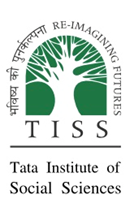 भविष्य की पुनर्कल्पना
RE-IMAGINING FUTURES
TISS
Tata Institute of
Social Sciences